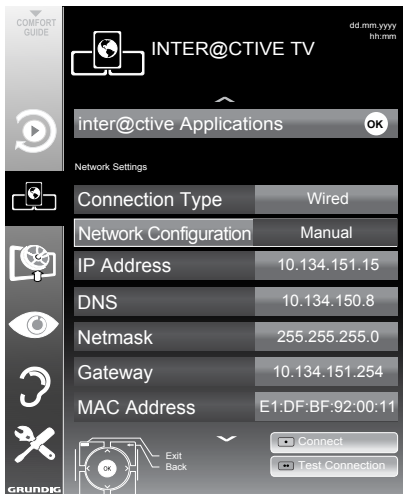 COMFORT
GUIDE
dd.mm.yyyy
hh:mm
INTER@CTIVE TV
inter@ctive Applications OK
Network Settings
Connection Type Wired
Network Configuration Manual
IP Address 10.134.151.15
DNS 10.134.150.8
Netmask 255.255.255.0
Gateway 10.134.151.254
MAC Address E1:DF:BF:92:00:11
OK
Exit
Back
Connect
Test Connection
GRUNDIG